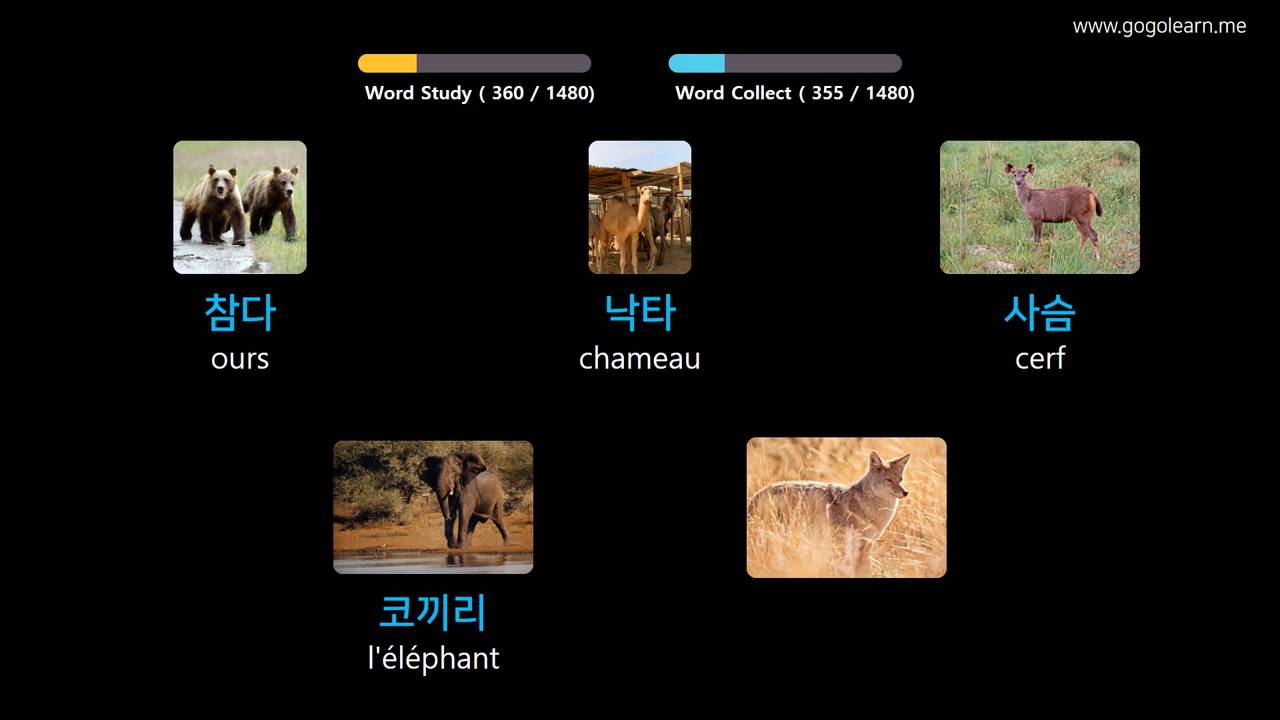 www.gogolearn.me
Word Study ( 360 / 1480)
Word Collect ( 355 / 1480)
참다
ours
낙타
chameau
사슴
cerf
코끼리
l'éléphant